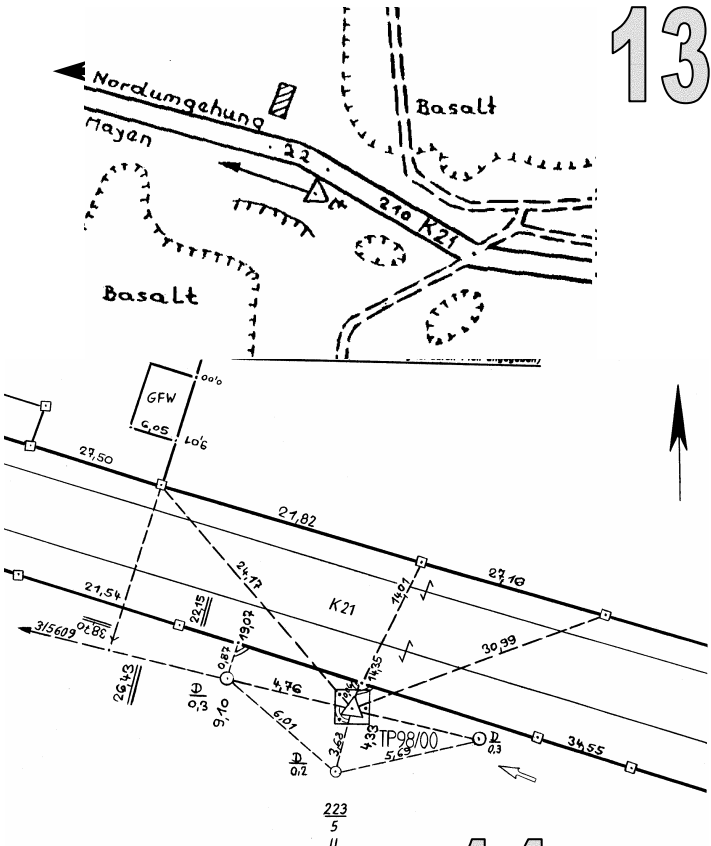 13
Nordumgehung
Mayen
Basalt
22
210 K21
Basalt
GFW
0,00
6,05
9,07
27,50
21,82
27,18
24,17
14,01
K21
21,54
22,15
19,07
38,70
315609
26,43
0,87
30,99
14,35
4,76
D
0,3
9,10
6,01
TP98/00
4,33
3,68
5,69
D
0,3
D
0,2
34,55
223
5